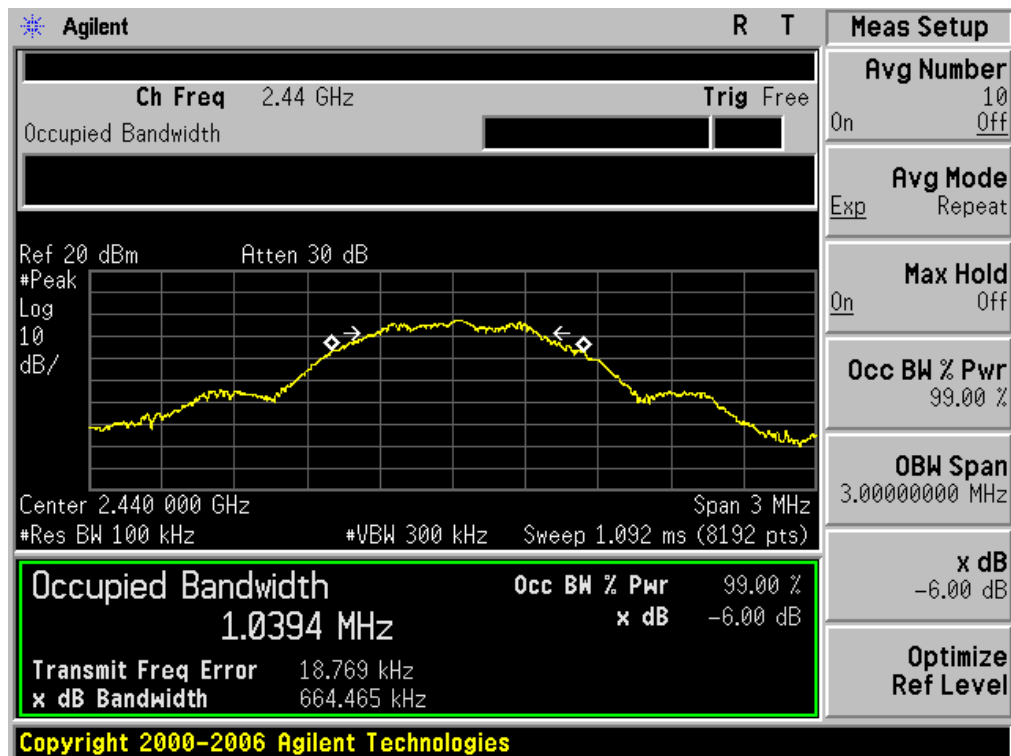 Agilent R T
Ch Freq 2.44 GHz Trig Free
Occupied Bandwidth
Ref 20 dBm Atten 30 dB
#Peak
Log
10
dB/
Center 2.440 000 GHz Span 3 MHz
#Res BW 100 kHz #VBW 300 kHz Sweep 1.092 ms (8192 pts)
Occupied Bandwidth
1.0394 MHz
Occ BW % Pwr 99.00 %
x dB -6.00 dB
Transmit Freq Error 18.769 kHz
x dB Bandwidth 664.465 kHz
Copyright 2000-2006 Agilent Technologies
Meas Setup
Avg Number
10
On Off
Avg Mode
Exp Repeat
Max Hold
On Off
Occ BW % Pwr
99.00 %
OBW Span
3.00000000 MHz
x dB
-6.00 dB
Optimize
Ref Level